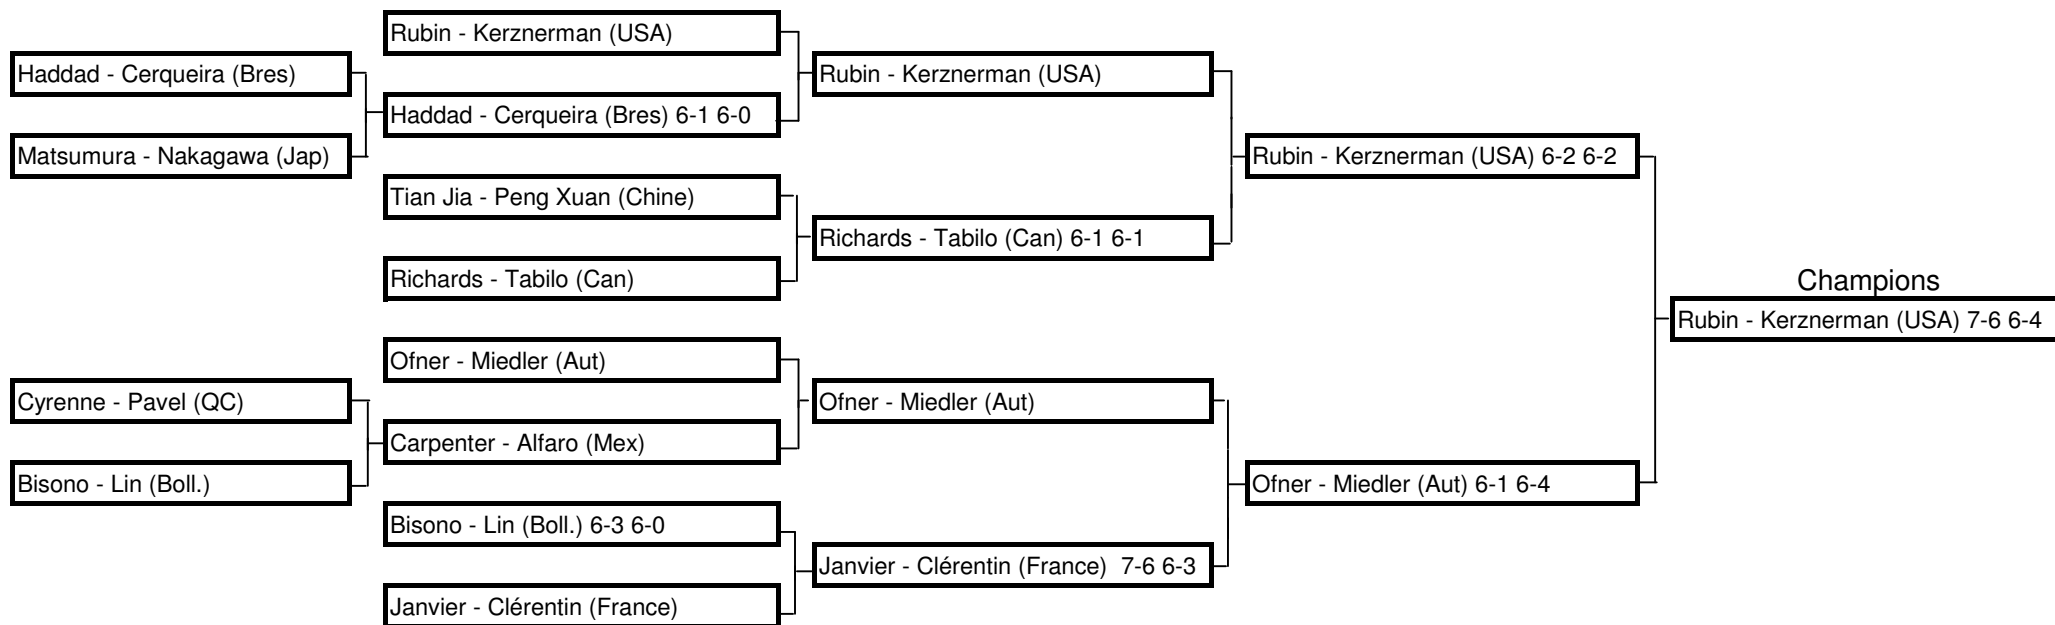 Rubin - Kerznerman (USA)
Haddad - Cerqueira (Bres)
Rubin - Kerznerman (USA)
Haddad - Cerqueira (Bres) 6-1 6-0
Matsumura - Nakagawa (Jap)
Rubin - Kerznerman (USA) 6-2 6-2
Tian Jia - Peng Xuan (Chine)
Richards - Tabilo (Can) 6-1 6-1
Richards - Tabilo (Can)
Champions
Rubin - Kerznerman (USA) 7-6 6-4
Ofner - Miedler (Aut)
Cyrenne - Pavel (QC)
Ofner - Miedler (Aut)
Carpenter - Alfaro (Mex)
Bisono - Lin (Boll.)
Ofner - Miedler (Aut) 6-1 6-4
Bisono - Lin (Boll.) 6-3 6-0
Janvier - Clérentin (France)  7-6 6-3
Janvier - Clérentin (France)